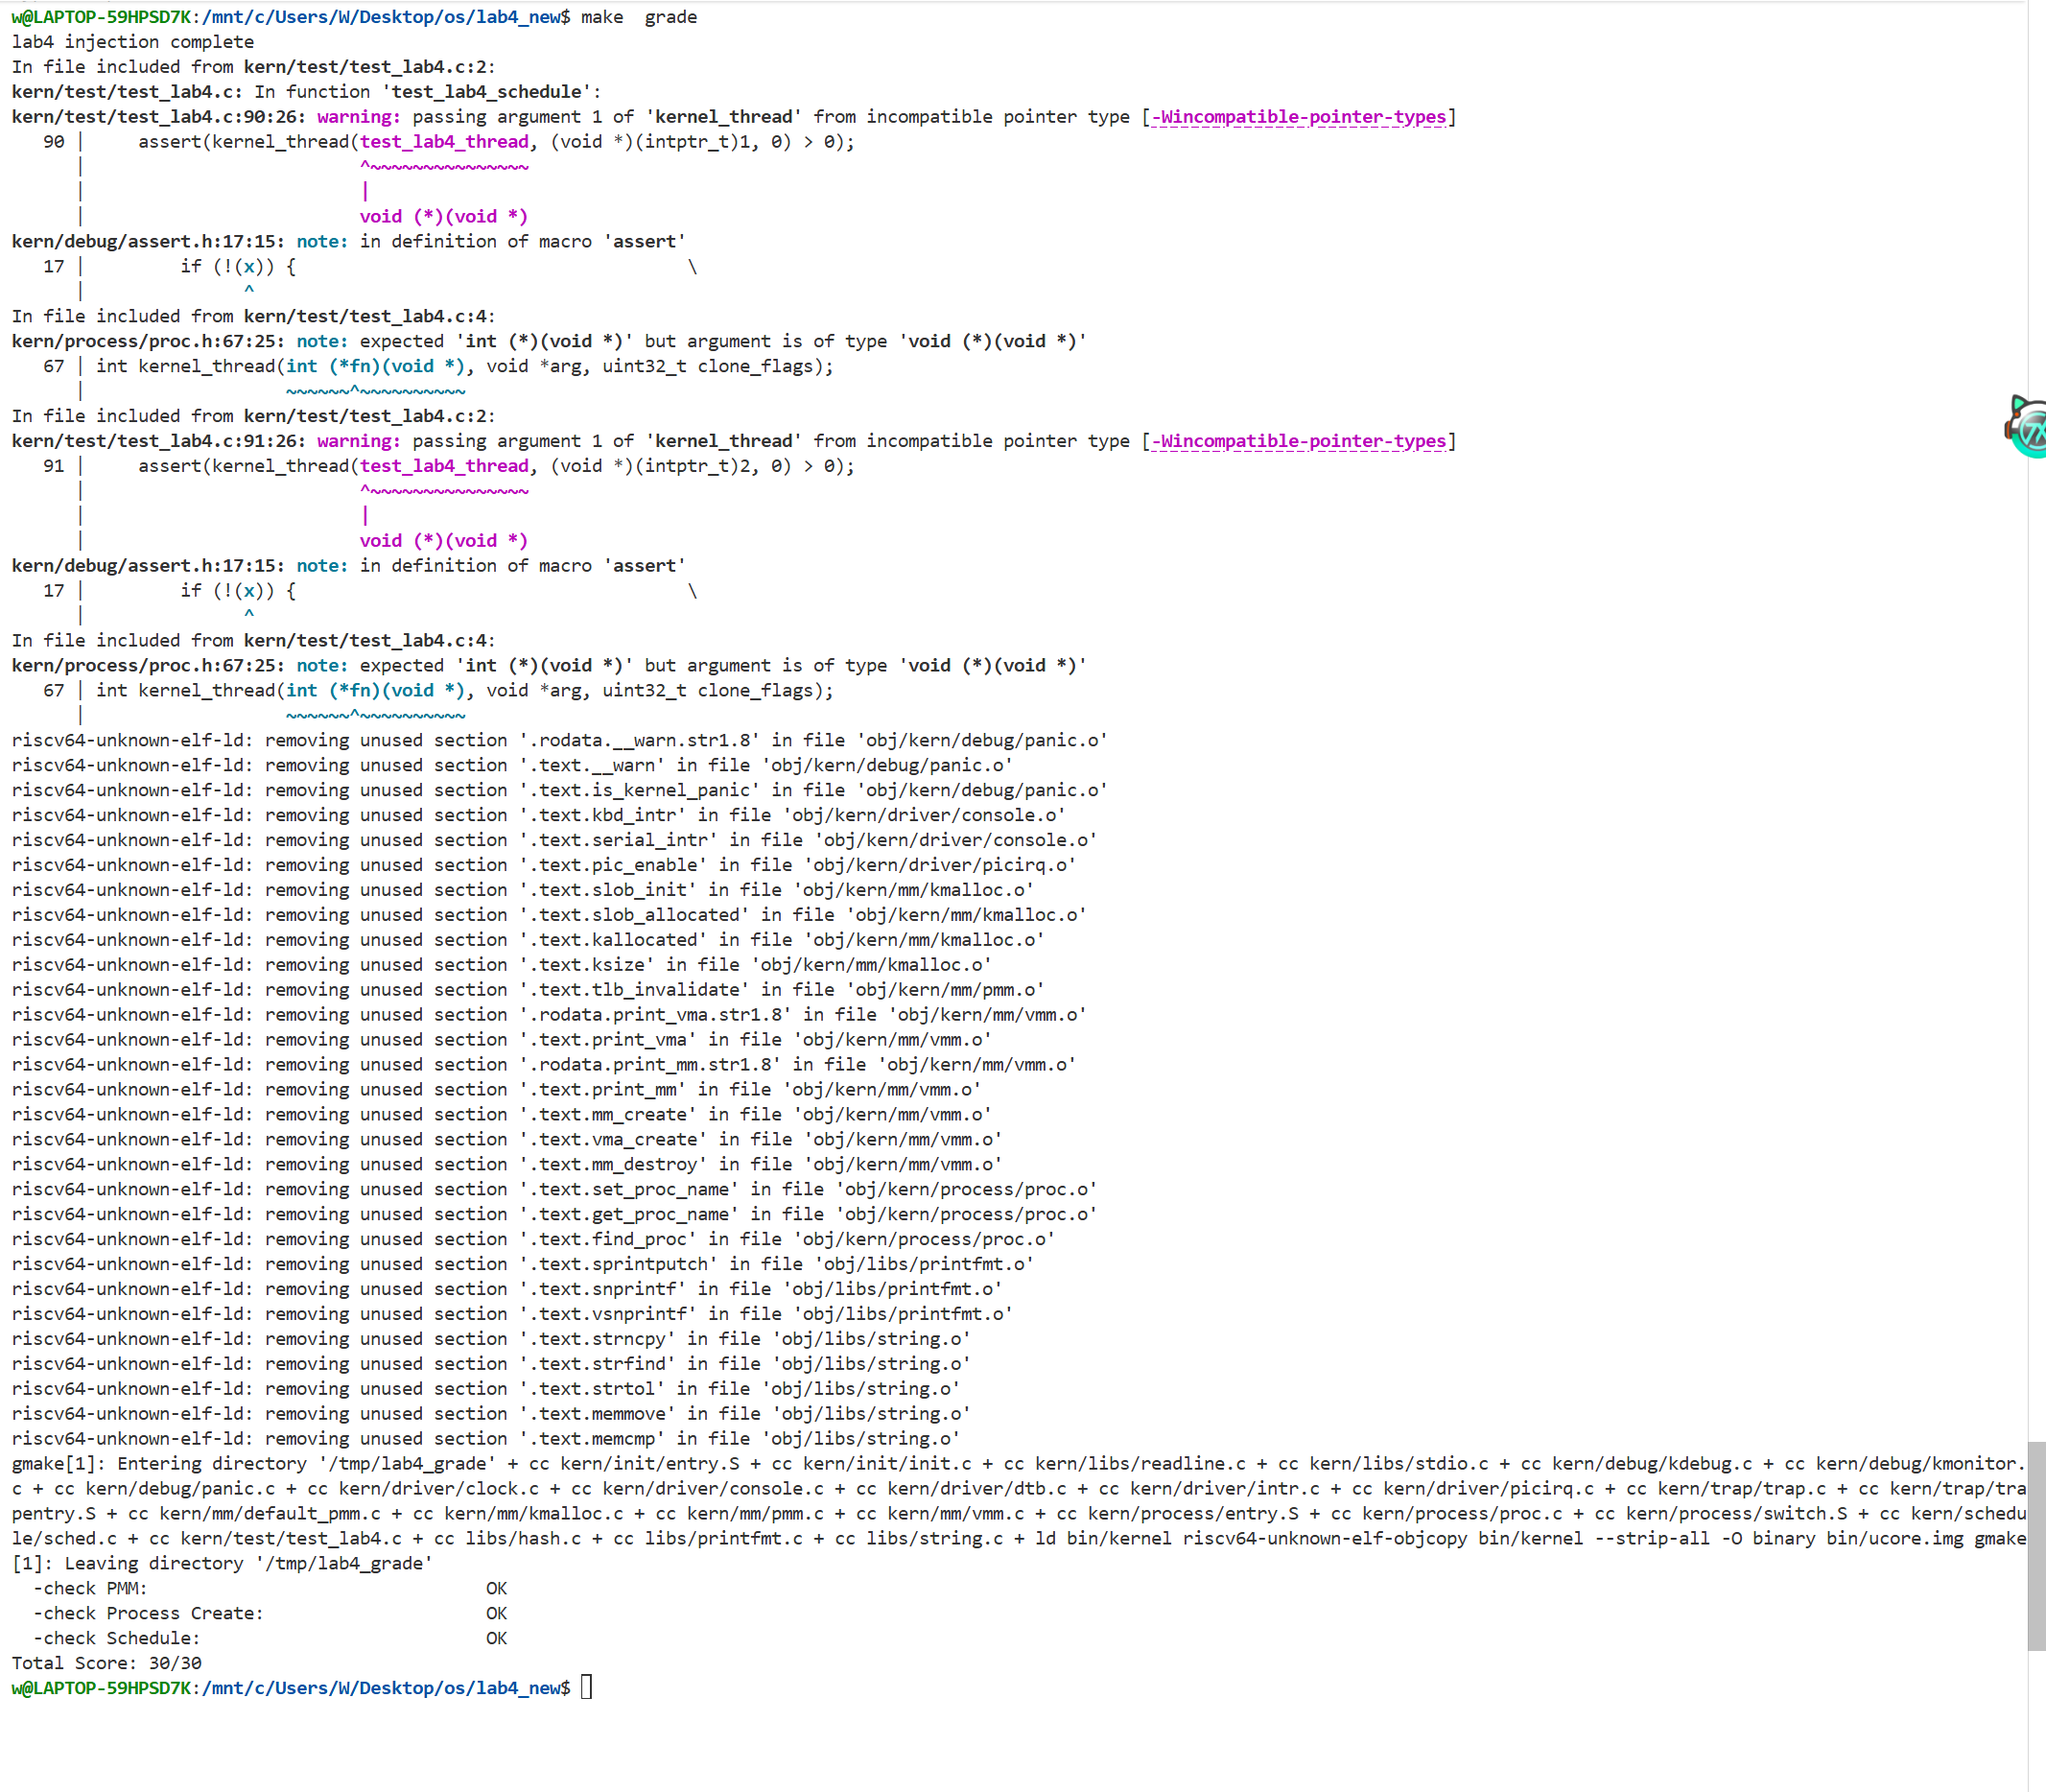 w@LAPTOP-59HPSD7K:/mnt/c/Users/W/Desktop/os/lab4_new$ make  grade
lab4 injection complete
In file included from kern/test/test_lab4.c:2:
kern/test/test_lab4.c: In function 'test_lab4_schedule':
kern/test/test_lab4.c:90:26: warning: passing argument 1 of 'kernel_thread' from incompatible pointer type [-Wincompatible-pointer-types]
   90 |     assert(kernel_thread(test_lab4_thread, (void *)(intptr_t)1, 0) > 0);
      |                          ^~~~~~~~~~~~~~~~
      |                          |
      |                          void (*)(void *)
kern/debug/assert.h:17:15: note: in definition of macro 'assert'
   17 |         if (!(x)) {                                     \
      |               ^
In file included from kern/test/test_lab4.c:4:
kern/process/proc.h:67:25: note: expected 'int (*)(void *)' but argument is of type 'void (*)(void *)'
   67 | int kernel_thread(int (*fn)(void *), void *arg, uint32_t clone_flags);
      |                   ~~~~~~^~~~~~~~~~~
In file included from kern/test/test_lab4.c:2:
kern/test/test_lab4.c:91:26: warning: passing argument 1 of 'kernel_thread' from incompatible pointer type [-Wincompatible-pointer-types]
   91 |     assert(kernel_thread(test_lab4_thread, (void *)(intptr_t)2, 0) > 0);
      |                          ^~~~~~~~~~~~~~~~
      |                          |
      |                          void (*)(void *)
kern/debug/assert.h:17:15: note: in definition of macro 'assert'
   17 |         if (!(x)) {                                     \
      |               ^
In file included from kern/test/test_lab4.c:4:
kern/process/proc.h:67:25: note: expected 'int (*)(void *)' but argument is of type 'void (*)(void *)'
   67 | int kernel_thread(int (*fn)(void *), void *arg, uint32_t clone_flags);
      |                   ~~~~~~^~~~~~~~~~~
riscv64-unknown-elf-ld: removing unused section '.rodata.__warn.str1.8' in file 'obj/kern/debug/panic.o'
riscv64-unknown-elf-ld: removing unused section '.text.__warn' in file 'obj/kern/debug/panic.o'
riscv64-unknown-elf-ld: removing unused section '.text.is_kernel_panic' in file 'obj/kern/debug/panic.o'
riscv64-unknown-elf-ld: removing unused section '.text.kbd_intr' in file 'obj/kern/driver/console.o'
riscv64-unknown-elf-ld: removing unused section '.text.serial_intr' in file 'obj/kern/driver/console.o'
riscv64-unknown-elf-ld: removing unused section '.text.pic_enable' in file 'obj/kern/driver/picirq.o'
riscv64-unknown-elf-ld: removing unused section '.text.slob_init' in file 'obj/kern/mm/kmalloc.o'
riscv64-unknown-elf-ld: removing unused section '.text.slob_allocated' in file 'obj/kern/mm/kmalloc.o'
riscv64-unknown-elf-ld: removing unused section '.text.kallocated' in file 'obj/kern/mm/kmalloc.o'
riscv64-unknown-elf-ld: removing unused section '.text.ksize' in file 'obj/kern/mm/kmalloc.o'
riscv64-unknown-elf-ld: removing unused section '.text.tlb_invalidate' in file 'obj/kern/mm/pmm.o'
riscv64-unknown-elf-ld: removing unused section '.rodata.print_vma.str1.8' in file 'obj/kern/mm/vmm.o'
riscv64-unknown-elf-ld: removing unused section '.text.print_vma' in file 'obj/kern/mm/vmm.o'
riscv64-unknown-elf-ld: removing unused section '.rodata.print_mm.str1.8' in file 'obj/kern/mm/vmm.o'
riscv64-unknown-elf-ld: removing unused section '.text.print_mm' in file 'obj/kern/mm/vmm.o'
riscv64-unknown-elf-ld: removing unused section '.text.mm_create' in file 'obj/kern/mm/vmm.o'
riscv64-unknown-elf-ld: removing unused section '.text.vma_create' in file 'obj/kern/mm/vmm.o'
riscv64-unknown-elf-ld: removing unused section '.text.mm_destroy' in file 'obj/kern/mm/vmm.o'
riscv64-unknown-elf-ld: removing unused section '.text.set_proc_name' in file 'obj/kern/process/proc.o'
riscv64-unknown-elf-ld: removing unused section '.text.get_proc_name' in file 'obj/kern/process/proc.o'
riscv64-unknown-elf-ld: removing unused section '.text.find_proc' in file 'obj/kern/process/proc.o'
riscv64-unknown-elf-ld: removing unused section '.text.sprintputch' in file 'obj/libs/printfmt.o'
riscv64-unknown-elf-ld: removing unused section '.text.snprintf' in file 'obj/libs/printfmt.o'
riscv64-unknown-elf-ld: removing unused section '.text.vsnprintf' in file 'obj/libs/printfmt.o'
riscv64-unknown-elf-ld: removing unused section '.text.strncpy' in file 'obj/libs/string.o'
riscv64-unknown-elf-ld: removing unused section '.text.strfind' in file 'obj/libs/string.o'
riscv64-unknown-elf-ld: removing unused section '.text.strtol' in file 'obj/libs/string.o'
riscv64-unknown-elf-ld: removing unused section '.text.memmove' in file 'obj/libs/string.o'
riscv64-unknown-elf-ld: removing unused section '.text.memcmp' in file 'obj/libs/string.o'
gmake[1]: Entering directory '/tmp/lab4_grade' + cc kern/init/entry.S + cc kern/init/init.c + cc kern/libs/readline.c + cc kern/libs/stdio.c + cc kern/debug/kdebug.c + cc kern/debug/kmonitor.
c + cc kern/debug/panic.c + cc kern/driver/clock.c + cc kern/driver/console.c + cc kern/driver/dtb.c + cc kern/driver/intr.c + cc kern/driver/picirq.c + cc kern/trap/trap.c + cc kern/trap/tra
pentry.S + cc kern/mm/default_pmm.c + cc kern/mm/kmalloc.c + cc kern/mm/pmm.c + cc kern/mm/vmm.c + cc kern/process/entry.S + cc kern/process/proc.c + cc kern/process/switch.S + cc kern/schedu
le/sched.c + cc kern/test/test_lab4.c + cc libs/hash.c + cc libs/printfmt.c + cc libs/string.c + ld bin/kernel riscv64-unknown-elf-objcopy bin/kernel --strip-all -O binary bin/ucore.img gmake
[1]: Leaving directory '/tmp/lab4_grade'
  -check PMM:                                OK
  -check Process Create:                     OK
  -check Schedule:                           OK
Total Score: 30/30
w@LAPTOP-59HPSD7K:/mnt/c/Users/W/Desktop/os/lab4_new$